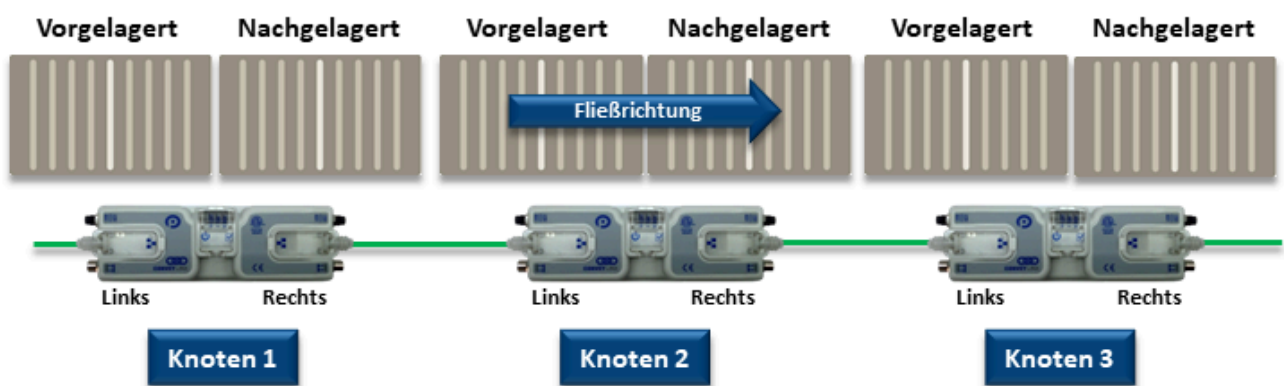 Vorgelagert Nachgelagert Vorgelagert Nachgelagert Vorgelagert Nachgelagert
Fließrichtung
Links Rechts Links Rechts Links Rechts
Knoten 1 Knoten 2 Knoten 3